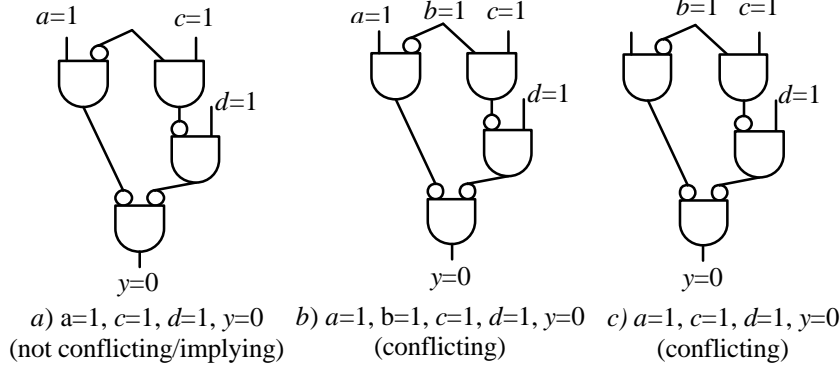 a=1
c=1
d=1
y=0
a) a=1, c=1, d=1, y=0
(not conflicting/implying)
a=1
b=1
c=1
d=1
y=0
b) a=1, b=1, c=1, d=1, y=0
(conflicting)
b=1
c=1
d=1
y=0
c) a=1, c=1, d=1, y=0
(conflicting)